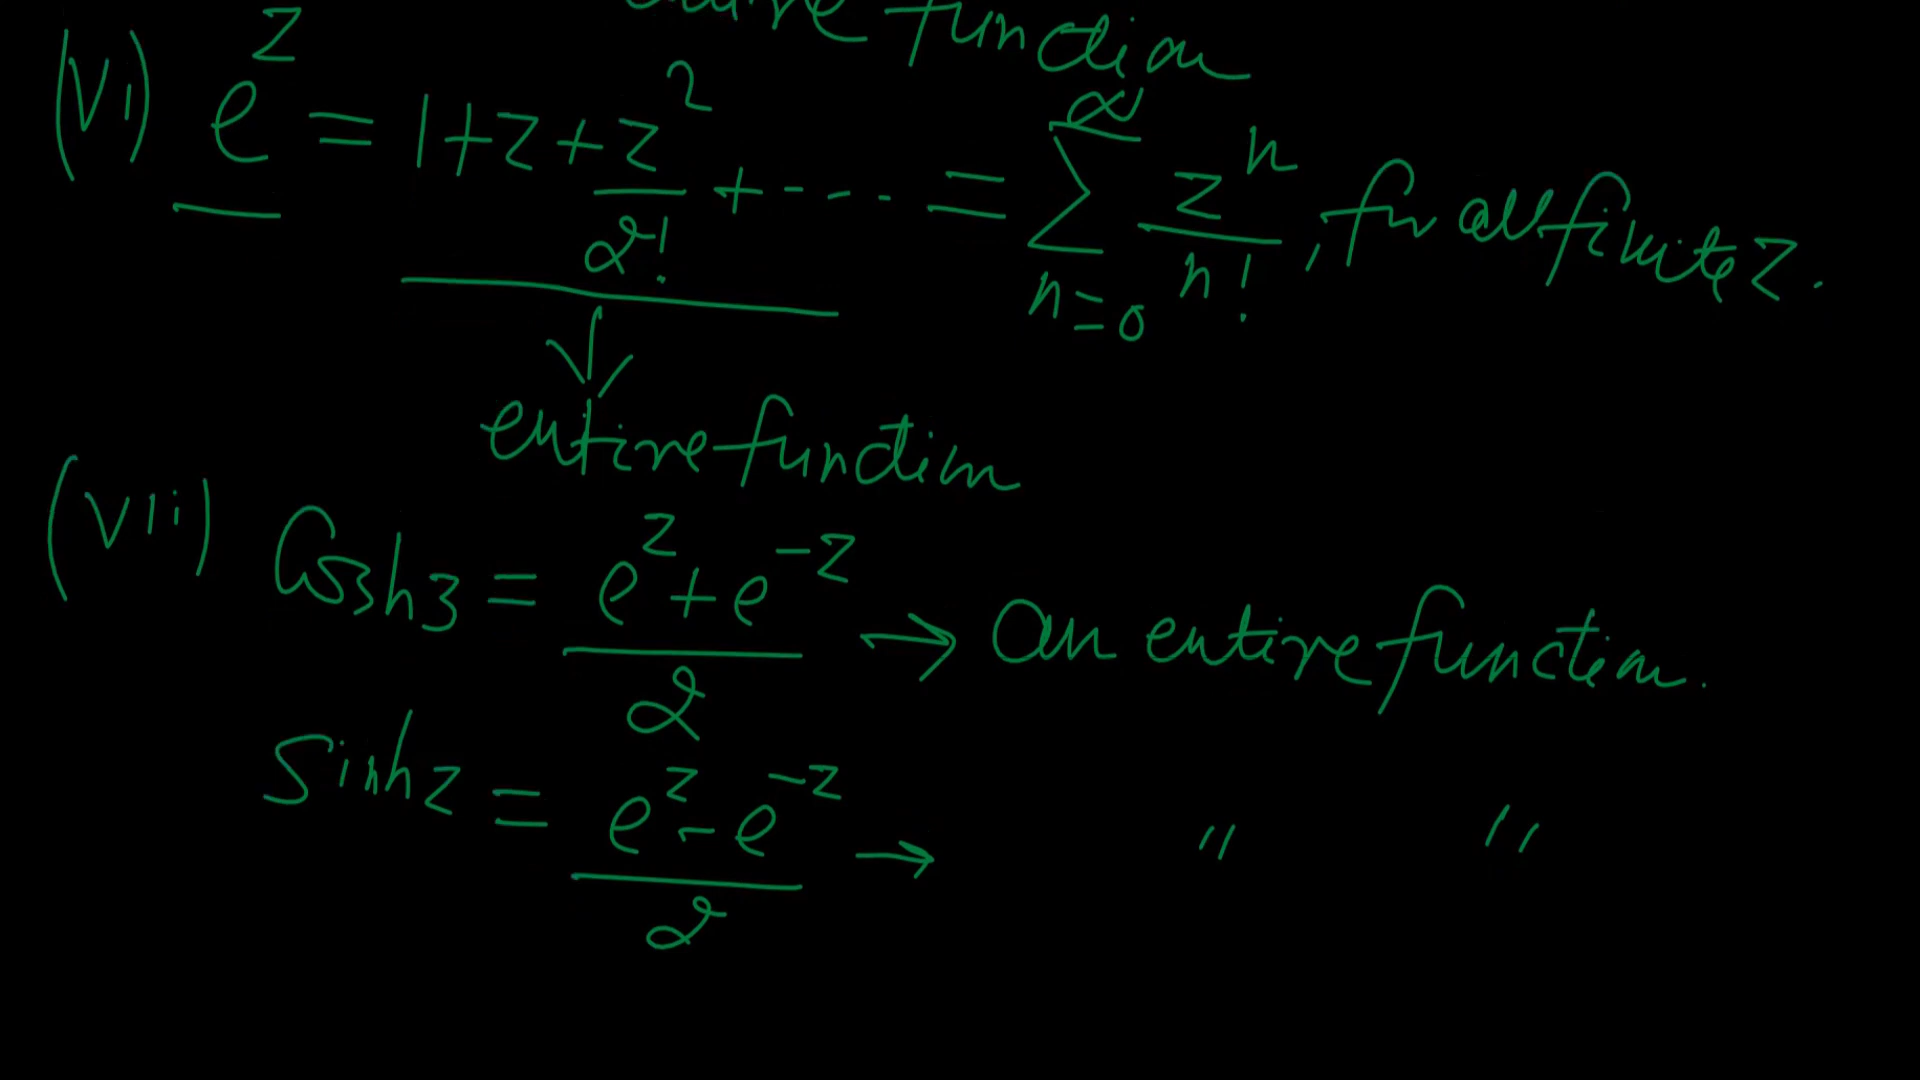 function
(vi) e^z = 1+z+z^2/2! + ---- = ∑_{n=0}^{∞} z^n/n! , for all finite z.
entire function
(vii) Cosh z = (e^z + e^{-z})/2 → an entire function.
Sinh z = (e^z - e^{-z})/2 → " "